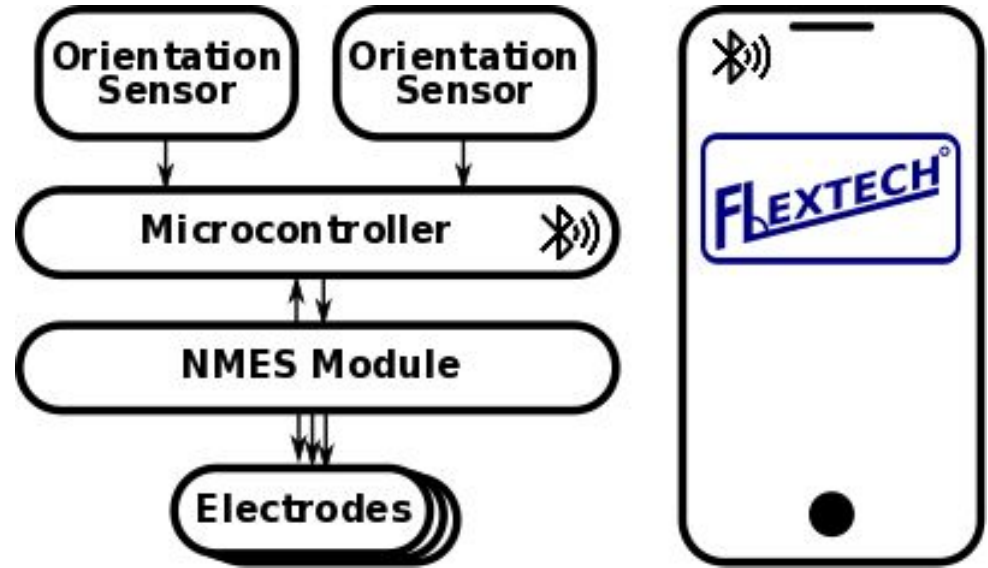 Orientation
Sensor
Orientation
Sensor
Microcontroller
NMES Module
Electrodes
FLEXTECH